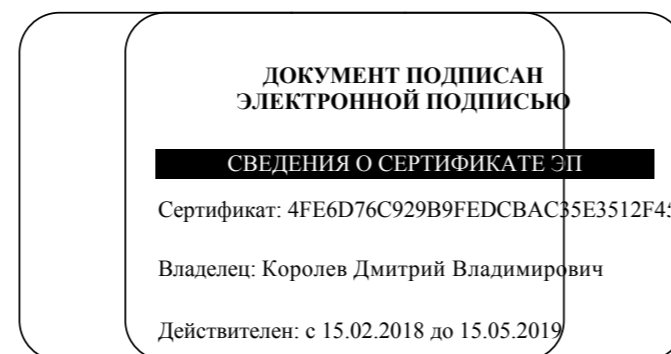 ДОКУМЕНТ ПОДПИСАН
ЭЛЕКТРОННОЙ ПОДПИСЬЮ
СВЕДЕНИЯ О СЕРТИФИКАТЕ ЭП
Сертификат: 4FE6D76C929B9FEDCBAC35E3512F45
Владелец: Королев Дмитрий Владимирович
Действителен: с 15.02.2018 до 15.05.2019